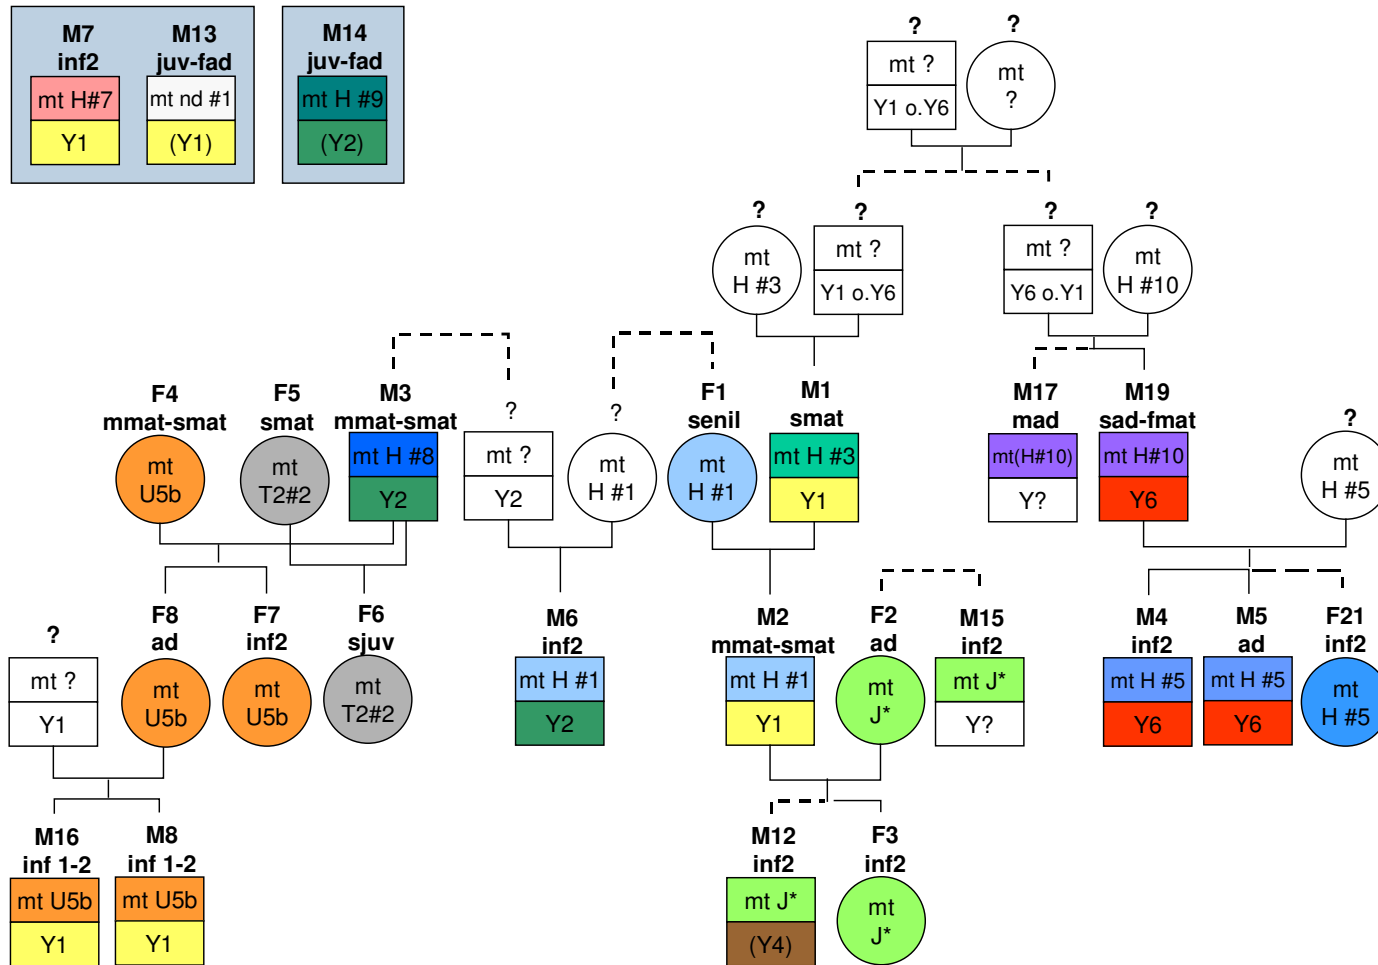 M7
inf2
mt H#7
Y1
M13
juv-fad
mt nd #1
(Y1)
M14
juv-fad
mt H #9
(Y2)
?
mt ?
Y1 o.Y6
?
mt
?
?
mt
H #3
?
mt ?
Y1 o.Y6
?
mt ?
Y6 o.Y1
?
mt
H #10
F4
mmat-smat
mt
U5b
F5
smat
mt
T2#2
M3
mmat-smat
mt H #8
Y2
?
mt ?
Y2
?
mt
H #1
F1
senil
mt
H #1
M1
smat
mt H #3
Y1
M17
mad
mt(H#10)
Y?
M19
sad-fmat
mt H#10
Y6
?
mt
H #5
?
mt ?
Y1
F8
ad
mt
U5b
F7
inf2
mt
U5b
F6
sjuv
mt
T2#2
M6
inf2
mt H #1
Y2
M2
mmat-smat
mt H #1
Y1
F2
ad
mt
J*
M15
inf2
mt J*
Y?
M4
inf2
mt H #5
Y6
M5
ad
mt H #5
Y6
F21
inf2
mt
H #5
M16
inf 1-2
mt U5b
Y1
M8
inf 1-2
mt U5b
Y1
M12
inf2
mt J*
(Y4)
F3
inf2
mt
J*